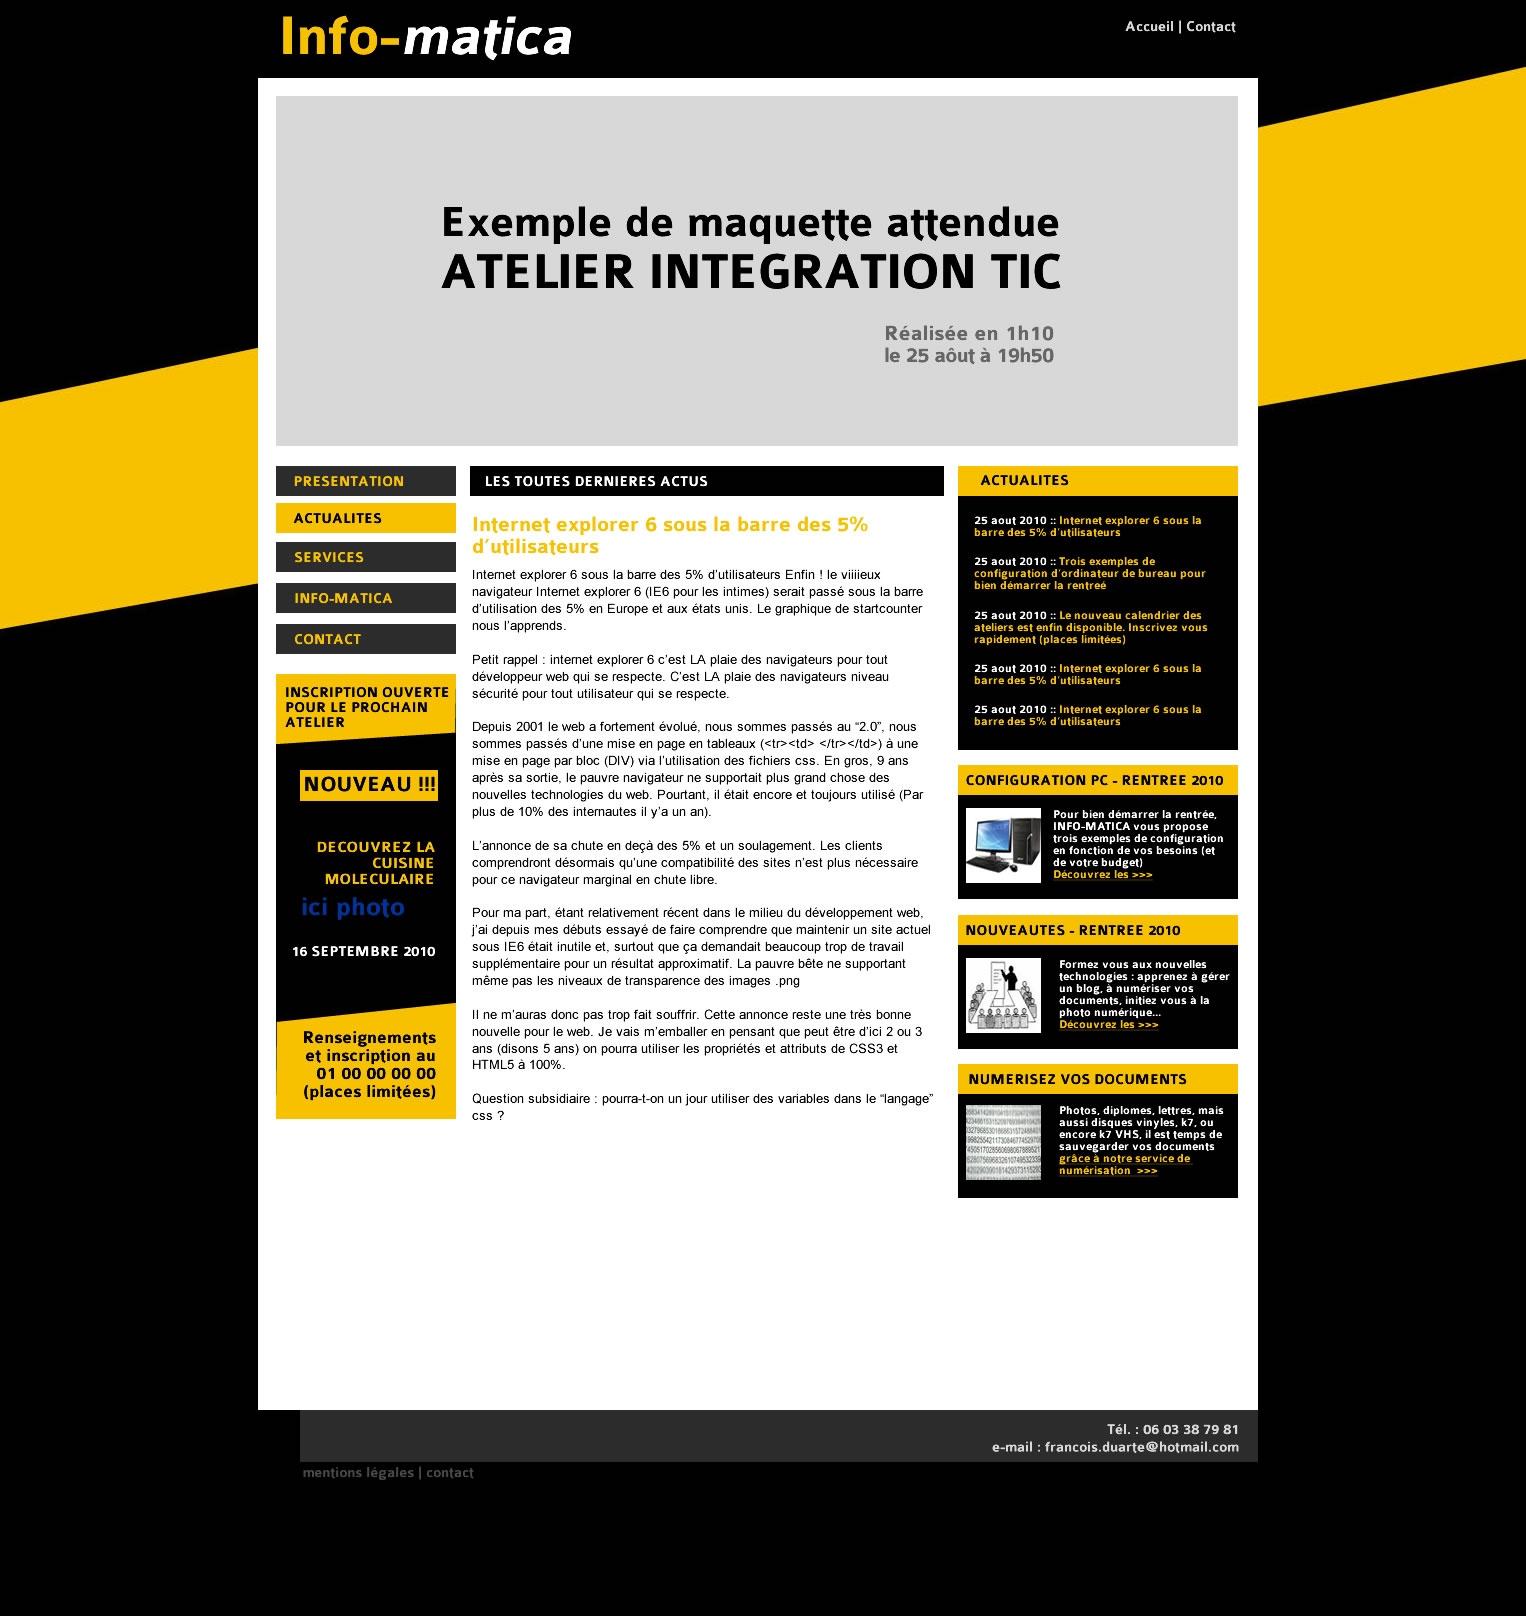 Info-matica
Accueil | Contact
Exemple de maquette attendue
ATELIER INTEGRATION TIC
Réalisée en 1h10
le 25 aôut à 19h50
PRESENTATION
ACTUALITES
SERVICES
INFO-MATICA
CONTACT
INSCRIPTION OUVERTE
POUR LE PROCHAIN
ATELIER
NOUVEAU !!!
DECOUVREZ LA
CUISINE
MOLECULAIRE
ici photo
16 SEPTEMBRE 2010
Renseignements
et inscription au
01 00 00 00 00
(places limitées)
LES TOUTES DERNIERES ACTUS
Internet explorer 6 sous la barre des 5%
d’utilisateurs
Internet explorer 6 sous la barre des 5% d’utilisateurs Enfin ! le viiiieux
navigateur Internet explorer 6 (IE6 pour les intimes) serait passé sous la barre
d’utilisation des 5% en Europe et aux états unis. Le graphique de startcounter
nous l’apprends.
Petit rappel : internet explorer 6 c’est LA plaie des navigateurs pour tout
développeur web qui se respecte. C’est LA plaie des navigateurs niveau
sécurité pour tout utilisateur qui se respecte.
Depuis 2001 le web a fortement évolué, nous sommes passés au “2.0”, nous
sommes passés d’une mise en page en tableaux (<tr><td> </tr></td>) à une
mise en page par bloc (DIV) via l’utilisation des fichiers css. En gros, 9 ans
après sa sortie, le pauvre navigateur ne supportait plus grand chose des
nouvelles technologies du web. Pourtant, il était encore et toujours utilisé (Par
plus de 10% des internautes il y’a un an).
L’annonce de sa chute en deçà des 5% et un soulagement. Les clients
comprendront désormais qu’une compatibilité des sites n’est plus nécessaire
pour ce navigateur marginal en chute libre.
Pour ma part, étant relativement récent dans le milieu du développement web,
j’ai depuis mes débuts essayé de faire comprendre que maintenir un site actuel
sous IE6 était inutile et, surtout que ça demandait beaucoup trop de travail
supplémentaire pour un résultat approximatif. La pauvre bête ne supportant
même pas les niveaux de transparence des images .png
Il ne m’auras donc pas trop fait souffrir. Cette annonce reste une très bonne
nouvelle pour le web. Je vais m’emballer en pensant que peut être d’ici 2 ou 3
ans (disons 5 ans) on pourra utiliser les propriétés et attributs de CSS3 et
HTML5 à 100%.
Question subsidiaire : pourra-t-on un jour utiliser des variables dans le “langage”
css ?
ACTUALITES
25 aout 2010 :: Internet explorer 6 sous la
barre des 5% d’utilisateurs
25 aout 2010 :: Trois exemples de
configuration d’ordinateur de bureau pour
bien démarrer la rentreé
25 aout 2010 :: Le nouveau calendrier des
ateliers est enfin disponible. Inscrivez vous
rapidement (places limitées)
25 aout 2010 :: Internet explorer 6 sous la
barre des 5% d’utilisateurs
25 aout 2010 :: Internet explorer 6 sous la
barre des 5% d’utilisateurs
CONFIGURATION PC - RENTREE 2010
Pour bien démarrer la rentrée,
INFO-MATICA vous propose
trois exemples de configuration
en fonction de vos besoins (et
de votre budget)
Découvrez les >>>
NOUVEAUTES - RENTREE 2010
Formez vous aux nouvelles
technologies : apprenez à gérer
un blog, à numériser vos
documents, initiez vous à la
photo numérique...
Découvrez les >>>
NUMERISEZ VOS DOCUMENTS
Photos, diplomes, lettres, mais
aussi disques vinyles, k7, ou
encore k7 VHS, il est temps de
sauvegarder vos documents
grâce à notre service de
numérisation >>>
Tél. : 06 03 38 79 81
e-mail : francois.duarte@hotmail.com
mentions légales | contact